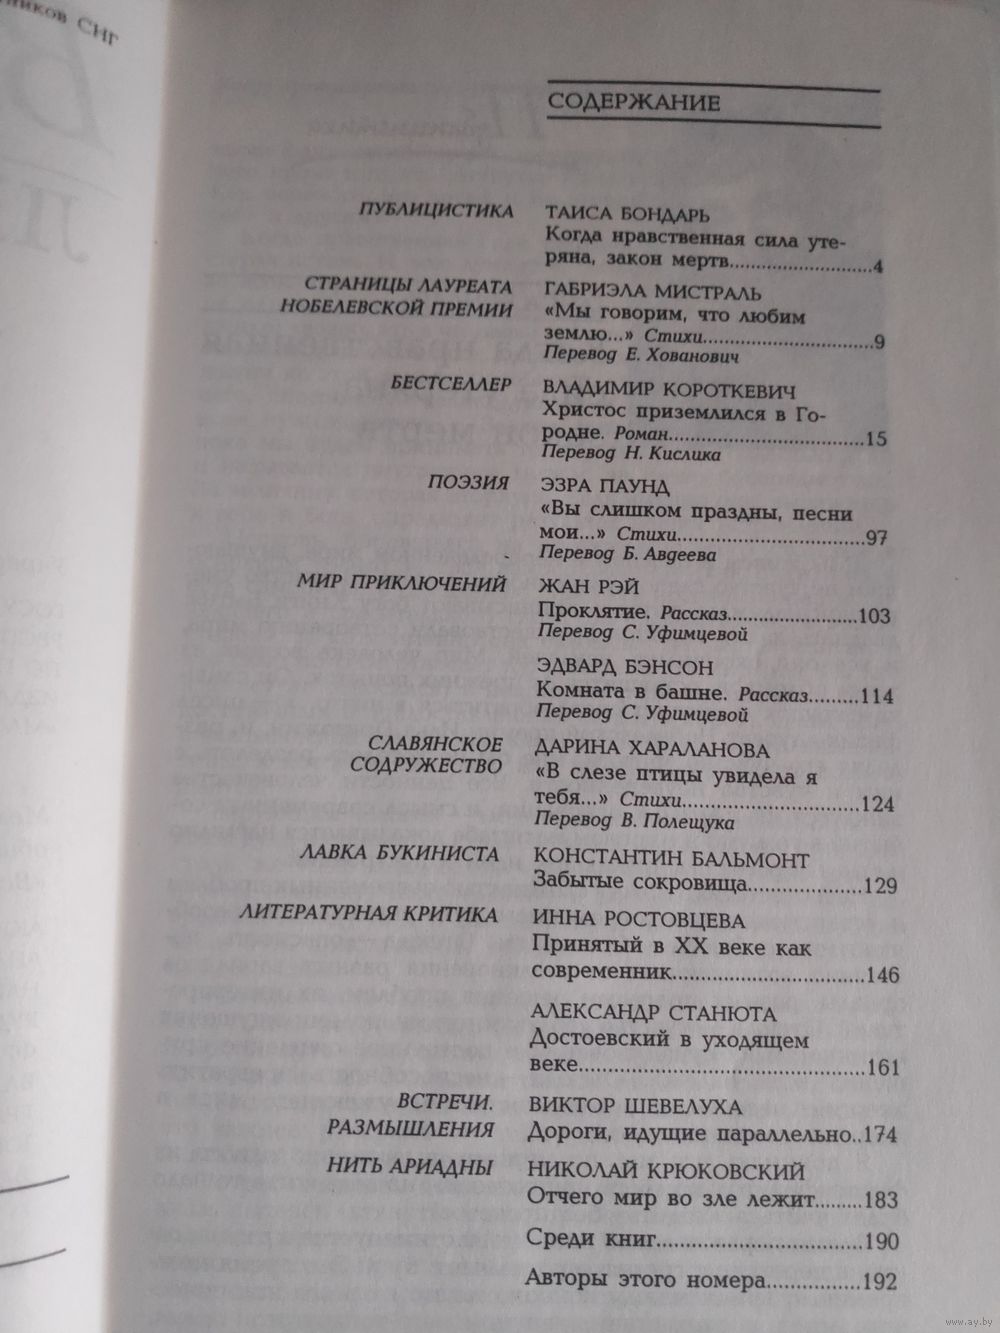 ников СНГ
СОДЕРЖАНИЕ
ПУБЛИЦИСТИКА
ТАИСА БОНДАРЬ
Когда нравственная сила уте-
ряна, закон мертв..........................4
СТРАНИЦЫ ЛАУРЕАТА
НОБЕЛЕВСКОЙ ПРЕМИИ
ГАБРИЭЛА МИСТРАЛЬ
«Мы говорим, что любим
землю...» Стихи..............................9
Перевод Е. Хованович
БЕСТСЕЛЛЕР
ВЛАДИМИР КОРОТКЕВИЧ
Христос приземлился в Го-
родне. Роман...................................15
Перевод Н. Кислика
ПОЭЗИЯ
ЭЗРА ПАУНД
«Вы слишком праздны, песни
мои...» Стихи.................................97
Перевод Б. Авдеева
МИР ПРИКЛЮЧЕНИЙ
ЖАН РЭЙ
Проклятие. Рассказ.......................103
Перевод С. Уфимцевой
ЭДВАРД БЭНСОН
Комната в башне. Рассказ.........114
Перевод С. Уфимцевой
СЛАВЯНСКОЕ
СОДРУЖЕСТВО
ДАРИНА ХАРАЛАНОВА
«В слезе птицы увидела я
тебя...» Стихи...............................124
Перевод В. Полещука
ЛАВКА БУКИНИСТА
КОНСТАНТИН БАЛЬМОНТ
Забытые сокровища....................129
ЛИТЕРАТУРНАЯ КРИТИКА
ИННА РОСТОВЦЕВА
Принятый в XX веке как
современник..................................146
АЛЕКСАНДР СТАНЮТА
Достоевский в уходящем
веке...................................................161
ВСТРЕЧИ.
РАЗМЫШЛЕНИЯ
ВИКТОР ШЕВЕЛУХА
Дороги, идущие параллельно..174
НИТЬ АРИАДНЫ
НИКОЛАЙ КРЮКОВСКИЙ
Отчего мир во зле лежит.........183
Среди книг.....................................190
Авторы этого номера.................192
www.ay.by